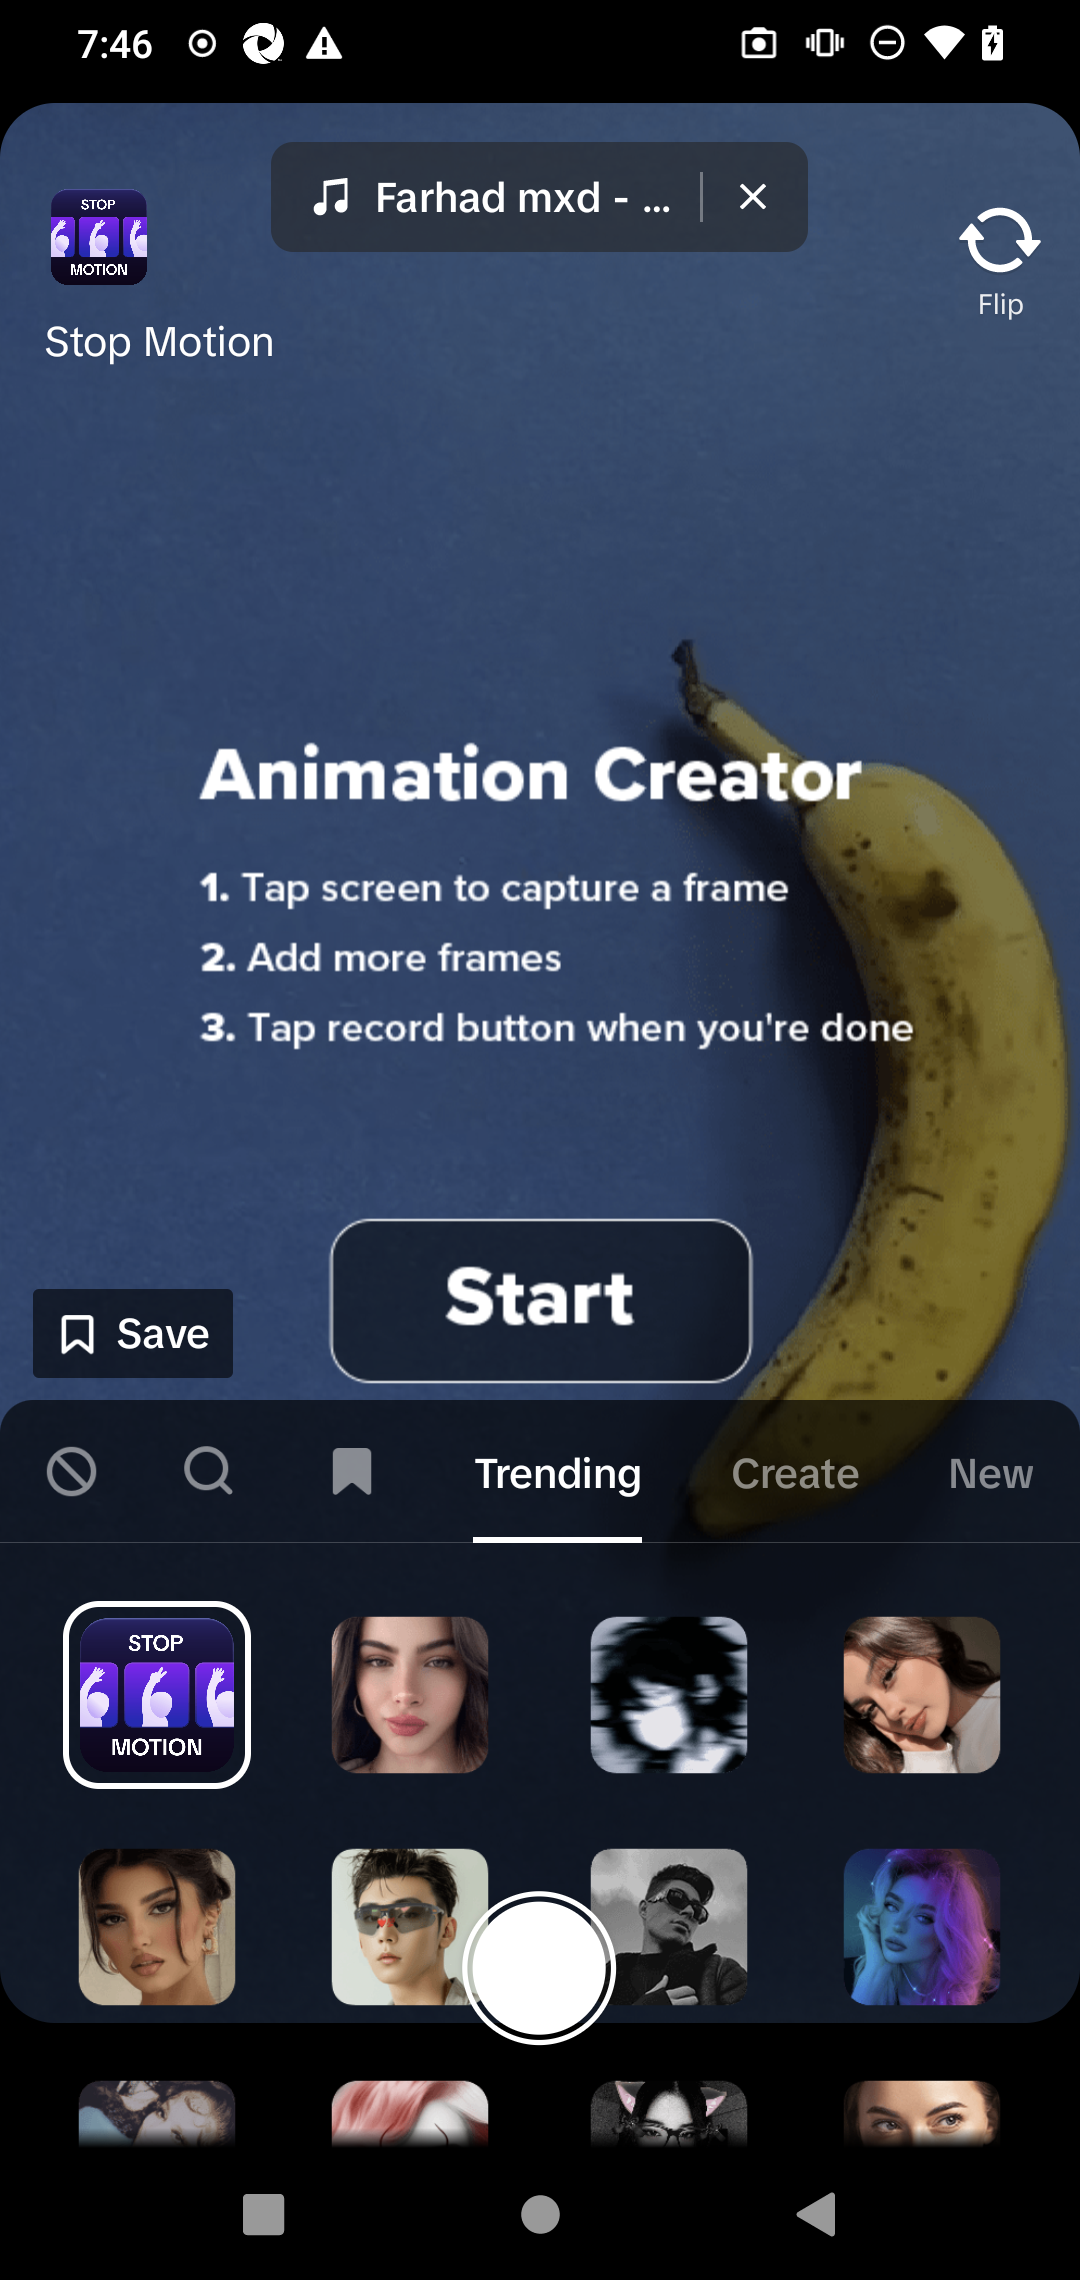 7:46
Farhad mxd - ...
STOP
MOTION
Flip
Stop Motion
Animation Creator
1. Tap screen to capture a frame
2. Add more frames
3. Tap record button when you're done
Start
Save
Trending
Create
New
STOP
MOTION